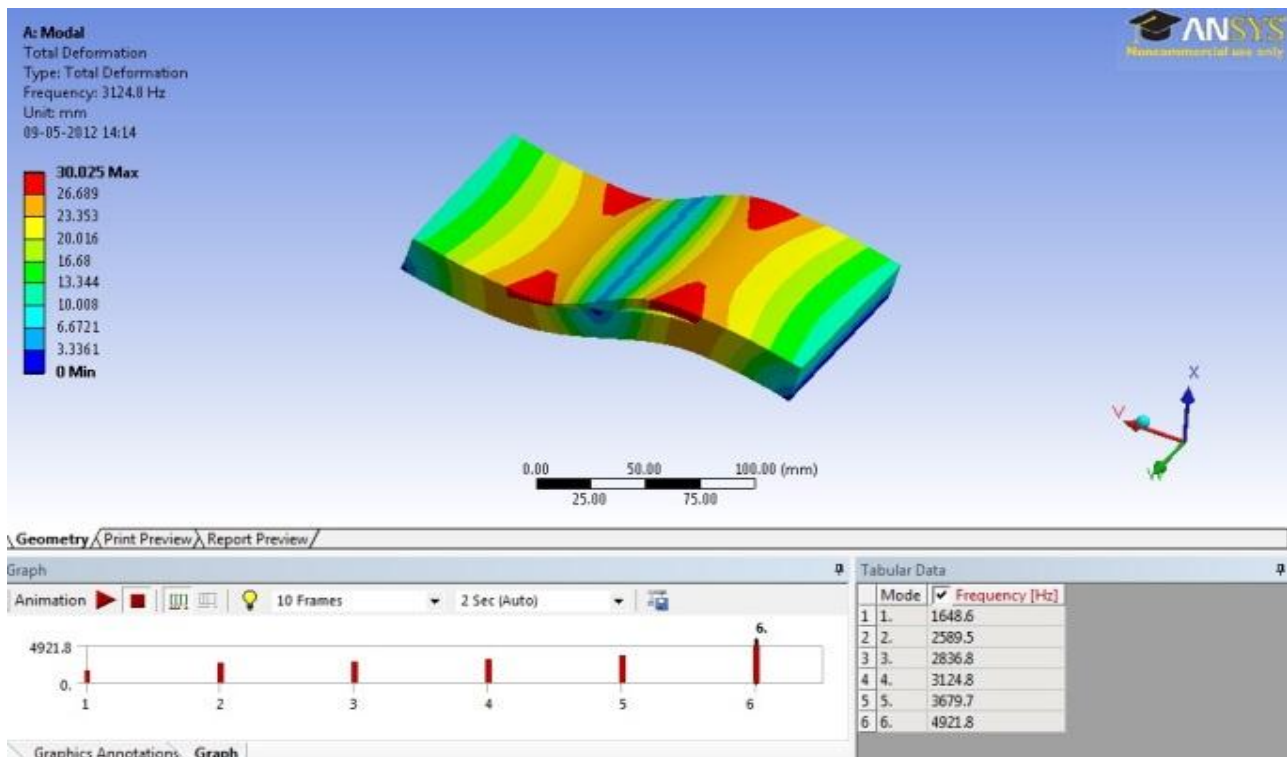 A: Modal
Total Deformation
Type: Total Deformation
Frequency: 3124.8 Hz
Unit: mm
09-05-2012 14:14
30.025 Max
26.689
23.353
20.016
16.68
13.344
10.008
6.6721
3.3361
0 Min
ANSYS
Noncommercial use only
X
0.00 50.00 100.00 (mm)
25.00 75.00
Geometry Print Preview Report Preview
Graph
Animation 10 Frames 2 Sec (Auto)
6.
4921.8
0.
1 2 3 4 5 6
Graphics Annotations Graph
Tabular Data
Mode Frequency [Hz]
1 1. 1648.6
2 2. 2589.5
3 3. 2836.8
4 4. 3124.8
5 5. 3679.7
6 6. 4921.8